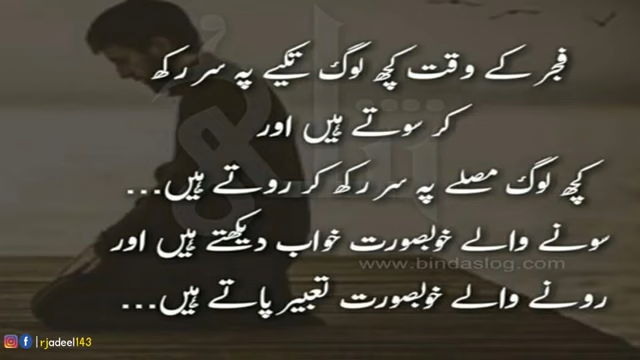 فجر کے وقت کچھ لوگ تکیے پہ سر رکھ
کر سوتے ہیں اور
کچھ لوگ مصلے پہ سر رکھ کر روتے ہیں...
سونے والے خوبصورت خواب دیکھتے ہیں اور
www.bindaslog.com
رونے والے خوبصورت تعبیر پاتے ہیں...
rjadeel143